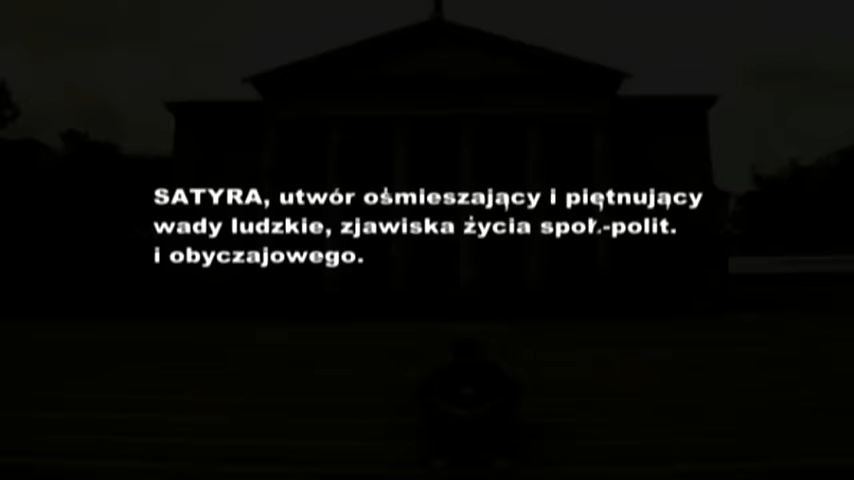 SATYRA, utwór ośmieszający i piętnujący
wady ludzkie, zjawiska życia społ.-polit.
i obyczajowego.